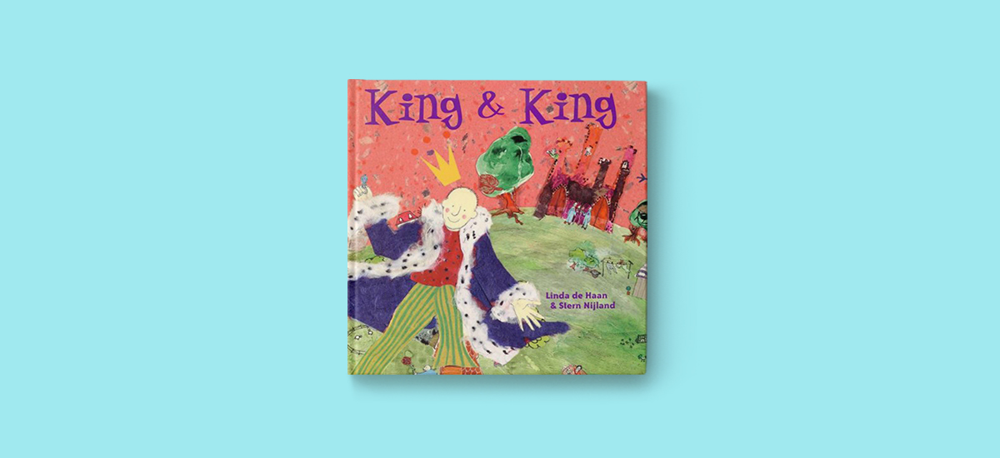 King & King
Linda de Haan
& Stern Nijland